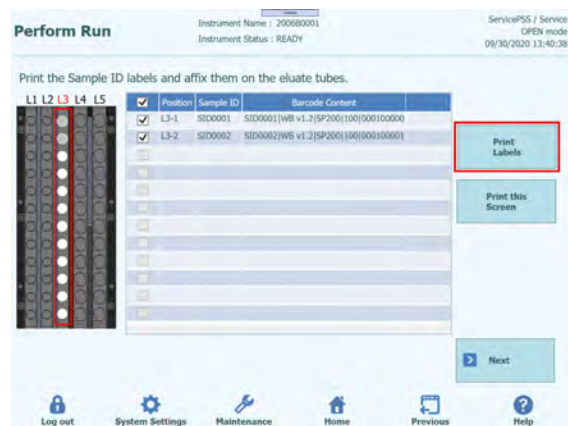 Perform Run
Instrument Name : 200680001
Instrument Status : READY
ServicePSS / Service
OPEN mode
09/30/2020 13:40:38
Print the Sample ID labels and affix them on the eluate tubes.
L1 L2 L3 L4 L5
Position Sample ID Barcode Content
L3-1 SID0001 SID0001|WB v1.2|SP200|100|000100000
L3-2 SID0002 SID0002|WB v1.2|SP200|100|000100001
Print
Labels
Print this
Screen
Next
Log out System Settings Maintenance Home Previous Help